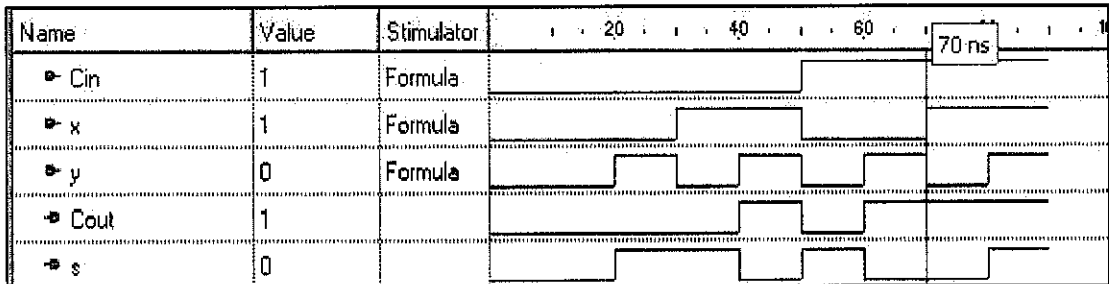 Name Value Stimulator 20 40 60
70 ns
Cin 1 Formula
x 1 Formula
y 0 Formula
Cout 1
s 0